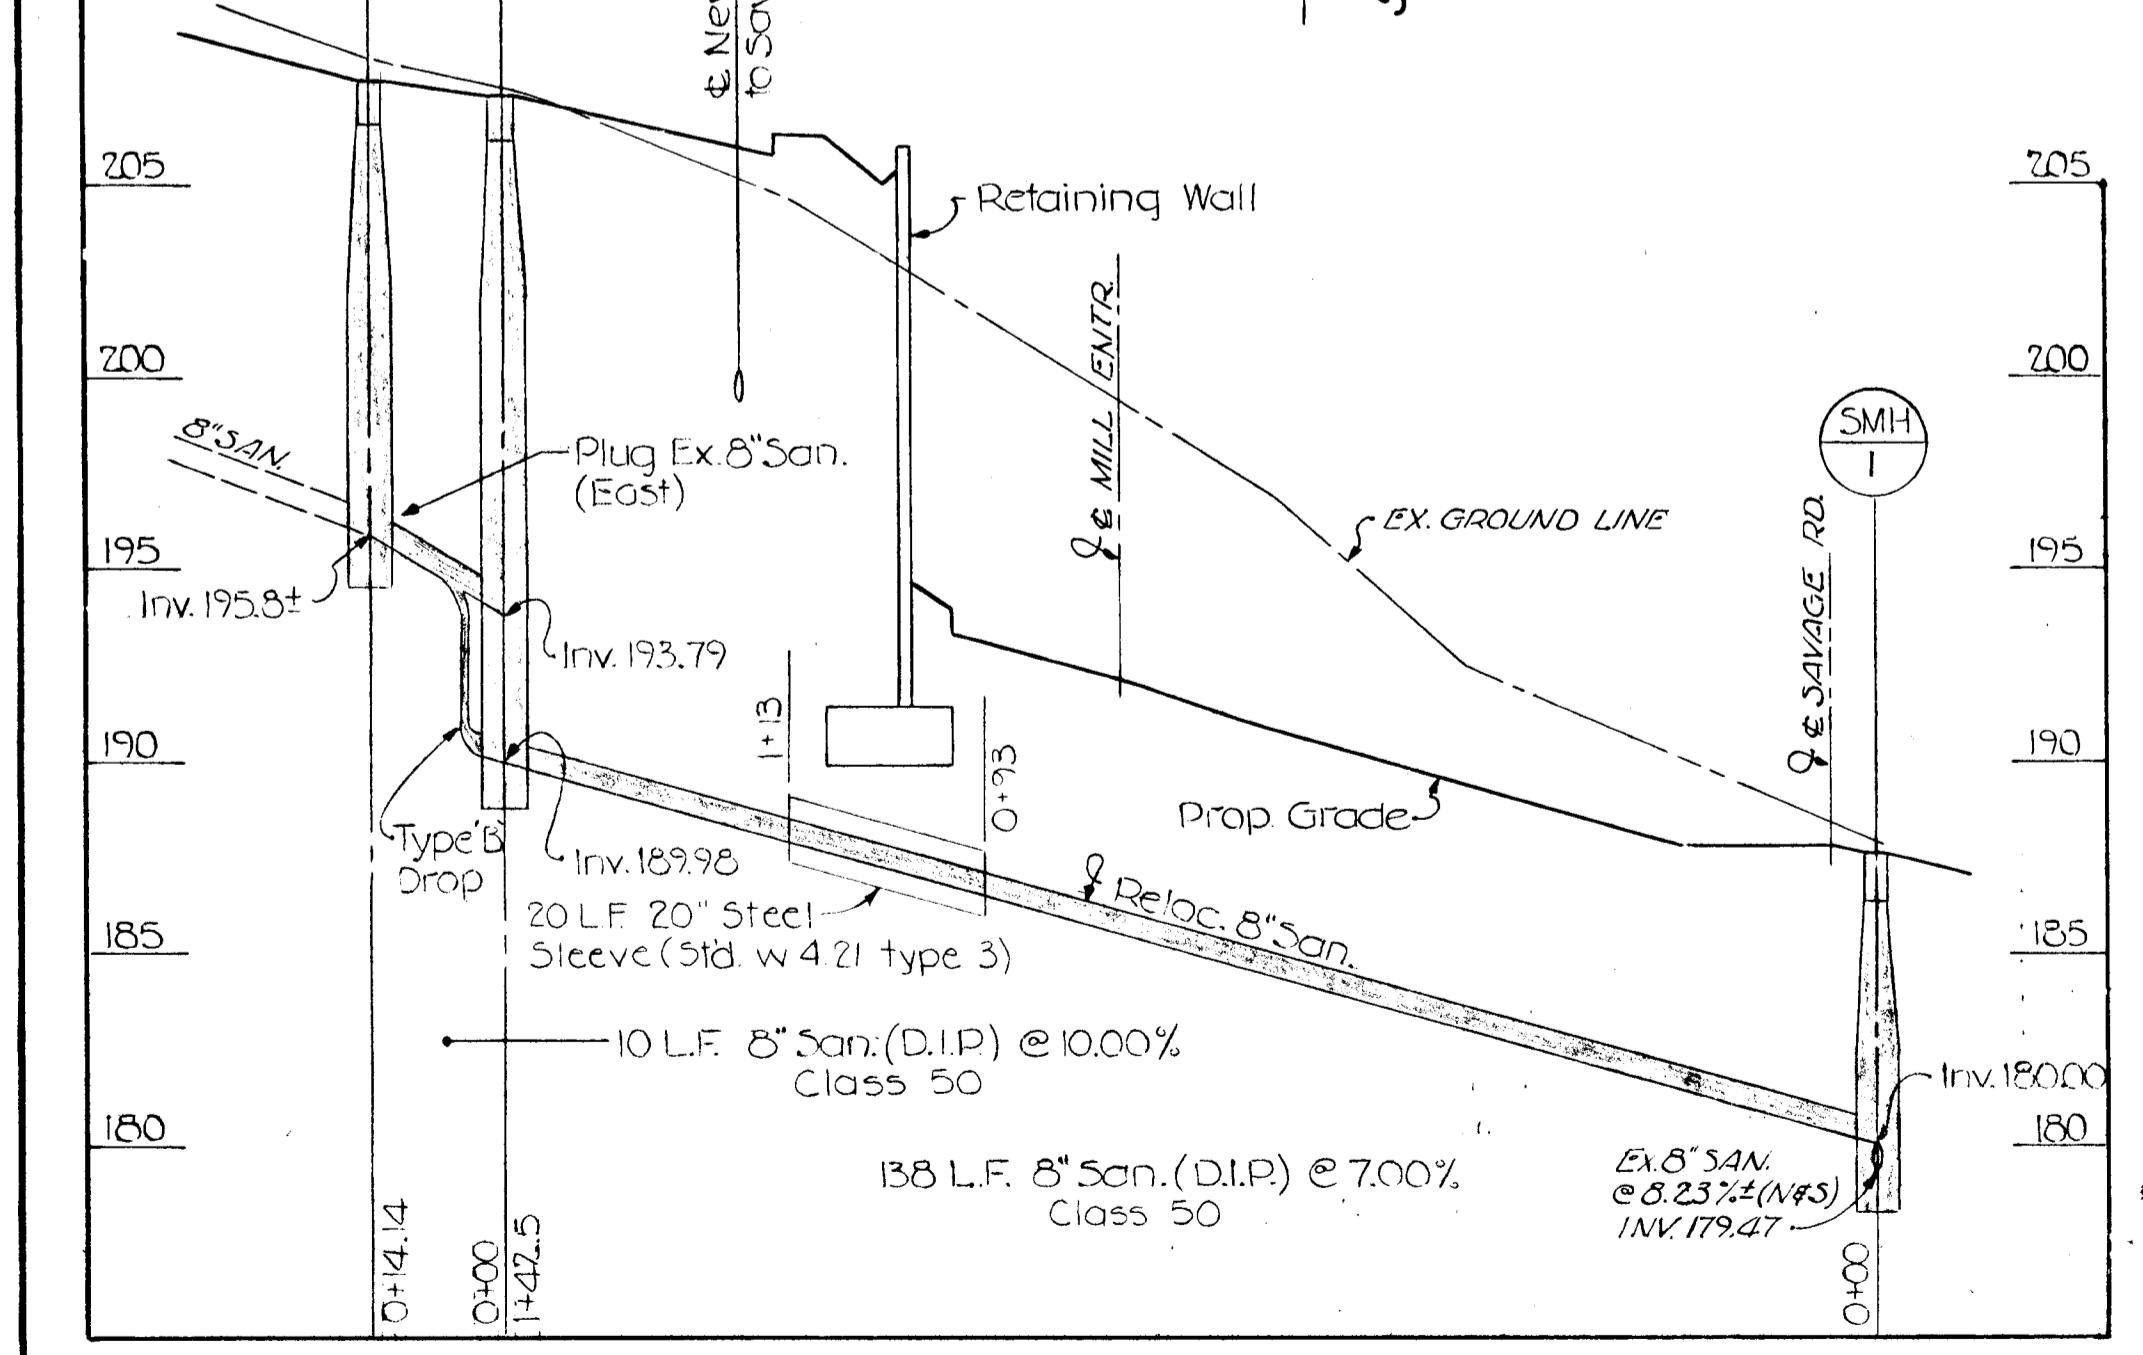 ℄ New
to Sav
205
200
195
190
185
180
205
200
195
190
185
180
Retaining Wall
℄ MILL ENTR.
SMH
1
8" SAN.
Plug Ex. 8" San.
(East)
EX. GROUND LINE
℄ SAVAGE RD.
Inv. 195.8±
Inv. 193.79
1+13
0+93
Prop. Grade
Type 'B'
Drop
Inv. 189.98
20 L.F. 20" Steel
Sleeve (Std. W 4.21 type 3)
Reloc. 8" San.
10 L.F. 8" San. (D.I.P.) @ 10.00%
Class 50
Inv. 180.00
138 L.F. 8" San. (D.I.P.) @ 7.00%
Class 50
EX. 8" SAN.
@ 8.23%± (N&S)
INV. 179.47
0+14.14
0+00
1+42.5
0+00